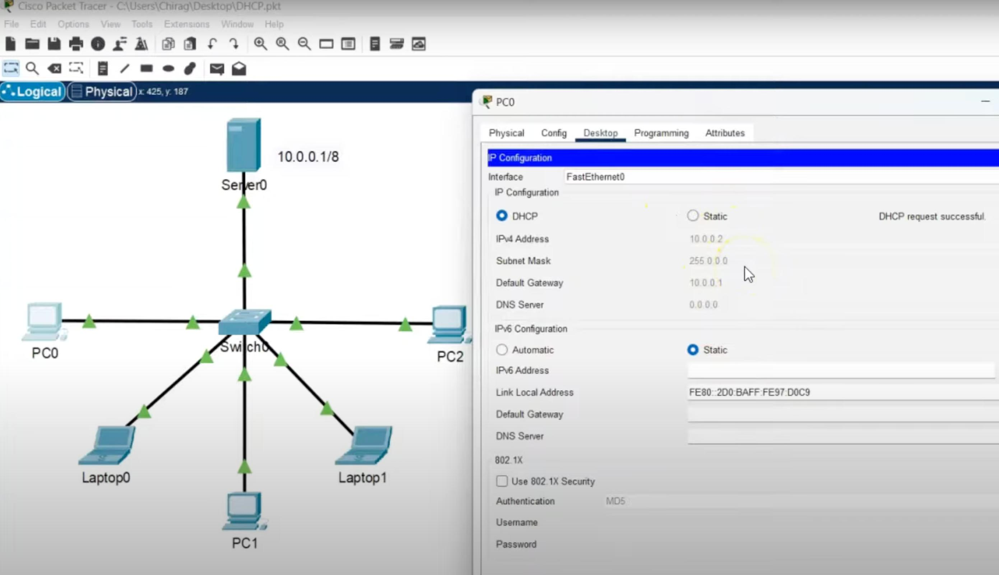 Cisco Packet Tracer - C:\Users\Chirag\Desktop\DHCP.pkt
File Edit Options View Tools Extensions Window Help
Logical Physical x: 425, y: 187
PC0
Physical Config Desktop Programming Attributes
IP Configuration
Interface FastEthernet0
IP Configuration
DHCP Static DHCP request successful.
IPv4 Address 10.0.0.2
Subnet Mask 255.0.0.0
Default Gateway 10.0.0.1
DNS Server 0.0.0.0
IPv6 Configuration
Automatic Static
IPv6 Address
Link Local Address FE80::2D0:BAFF:FE97:D0C9
Default Gateway
DNS Server
802.1X
Use 802.1X Security
Authentication MD5
Username
Password
10.0.0.1/8
Server0
PC0
Switch0
PC2
Laptop0
Laptop1
PC1